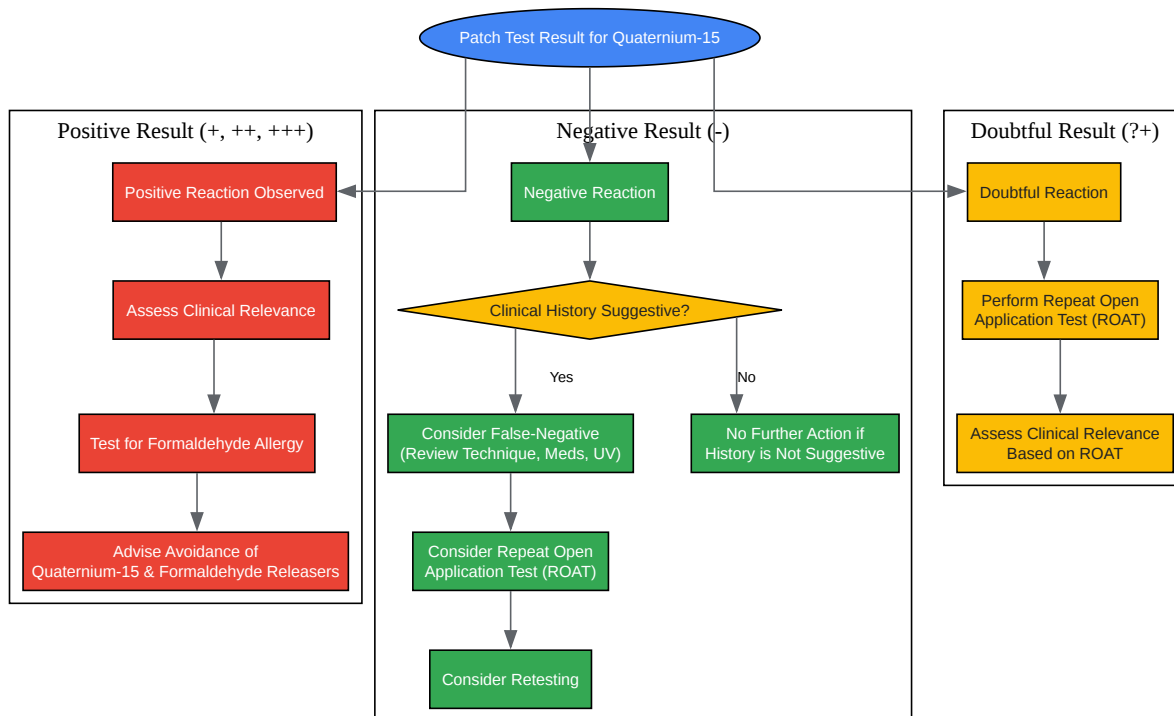 Patch Test Result for Quaternium-15
Positive Result (+, ++, +++)
Positive Reaction Observed
Assess Clinical Relevance
Test for Formaldehyde Allergy
Advise Avoidance of
Quaternium-15 & Formaldehyde Releasers
Negative Result (-)
Negative Reaction
Clinical History Suggestive?
Yes
No
Consider False-Negative
(Review Technique, Meds, UV)
No Further Action if
History is Not Suggestive
Consider Repeat Open
Application Test (ROAT)
Consider Retesting
Doubtful Result (?+)
Doubtful Reaction
Perform Repeat Open
Application Test (ROAT)
Assess Clinical Relevance
Based on ROAT